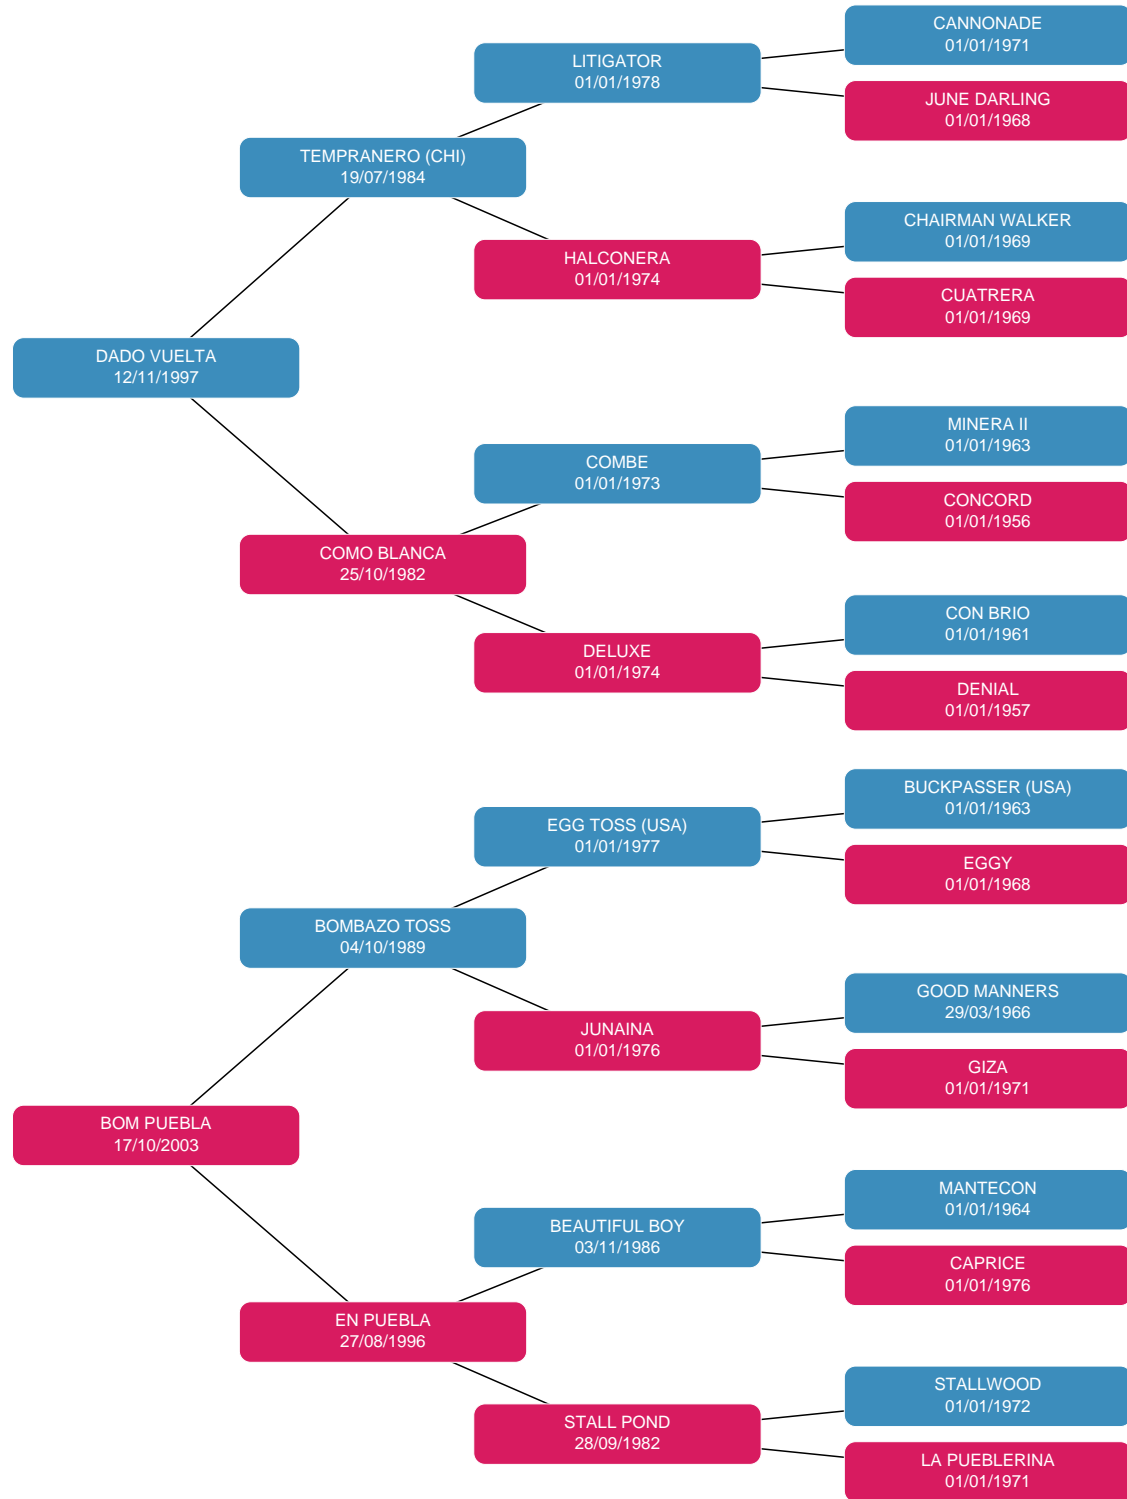 CANNONADE
01/01/1971
LITIGATOR
01/01/1978
JUNE DARLING
01/01/1968
TEMPRANERO (CHI)
19/07/1984
CHAIRMAN WALKER
01/01/1969
HALCONERA
01/01/1974
CUATRERA
01/01/1969
DADO VUELTA
12/11/1997
MINERA II
01/01/1963
COMBE
01/01/1973
CONCORD
01/01/1956
COMO BLANCA
25/10/1982
CON BRIO
01/01/1961
DELUXE
01/01/1974
DENIAL
01/01/1957
BUCKPASSER (USA)
01/01/1963
EGG TOSS (USA)
01/01/1977
EGGY
01/01/1968
BOMBAZO TOSS
04/10/1989
GOOD MANNERS
29/03/1966
JUNAINA
01/01/1976
GIZA
01/01/1971
BOM PUEBLA
17/10/2003
MANTECON
01/01/1964
BEAUTIFUL BOY
03/11/1986
CAPRICE
01/01/1976
EN PUEBLA
27/08/1996
STALLWOOD
01/01/1972
STALL POND
28/09/1982
LA PUEBLERINA
01/01/1971